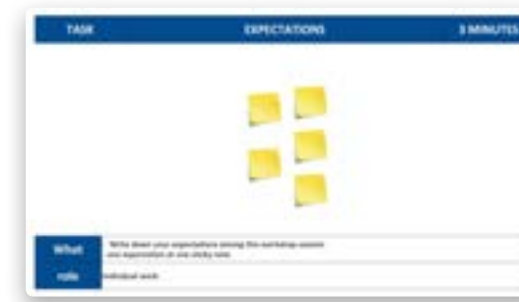 TASK EXPECTATIONS 3 MINUTES
What Write down your expectations among this workshop session
one expectation at one sticky note
role individual work